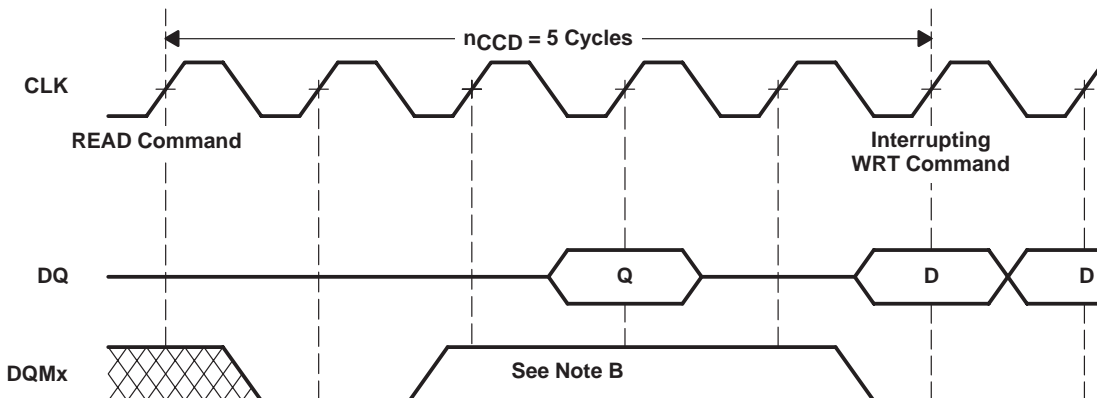 nCCD = 5 Cycles
CLK
READ Command
Interrupting
WRT Command
DQ
Q
D
D
DQMx
See Note B